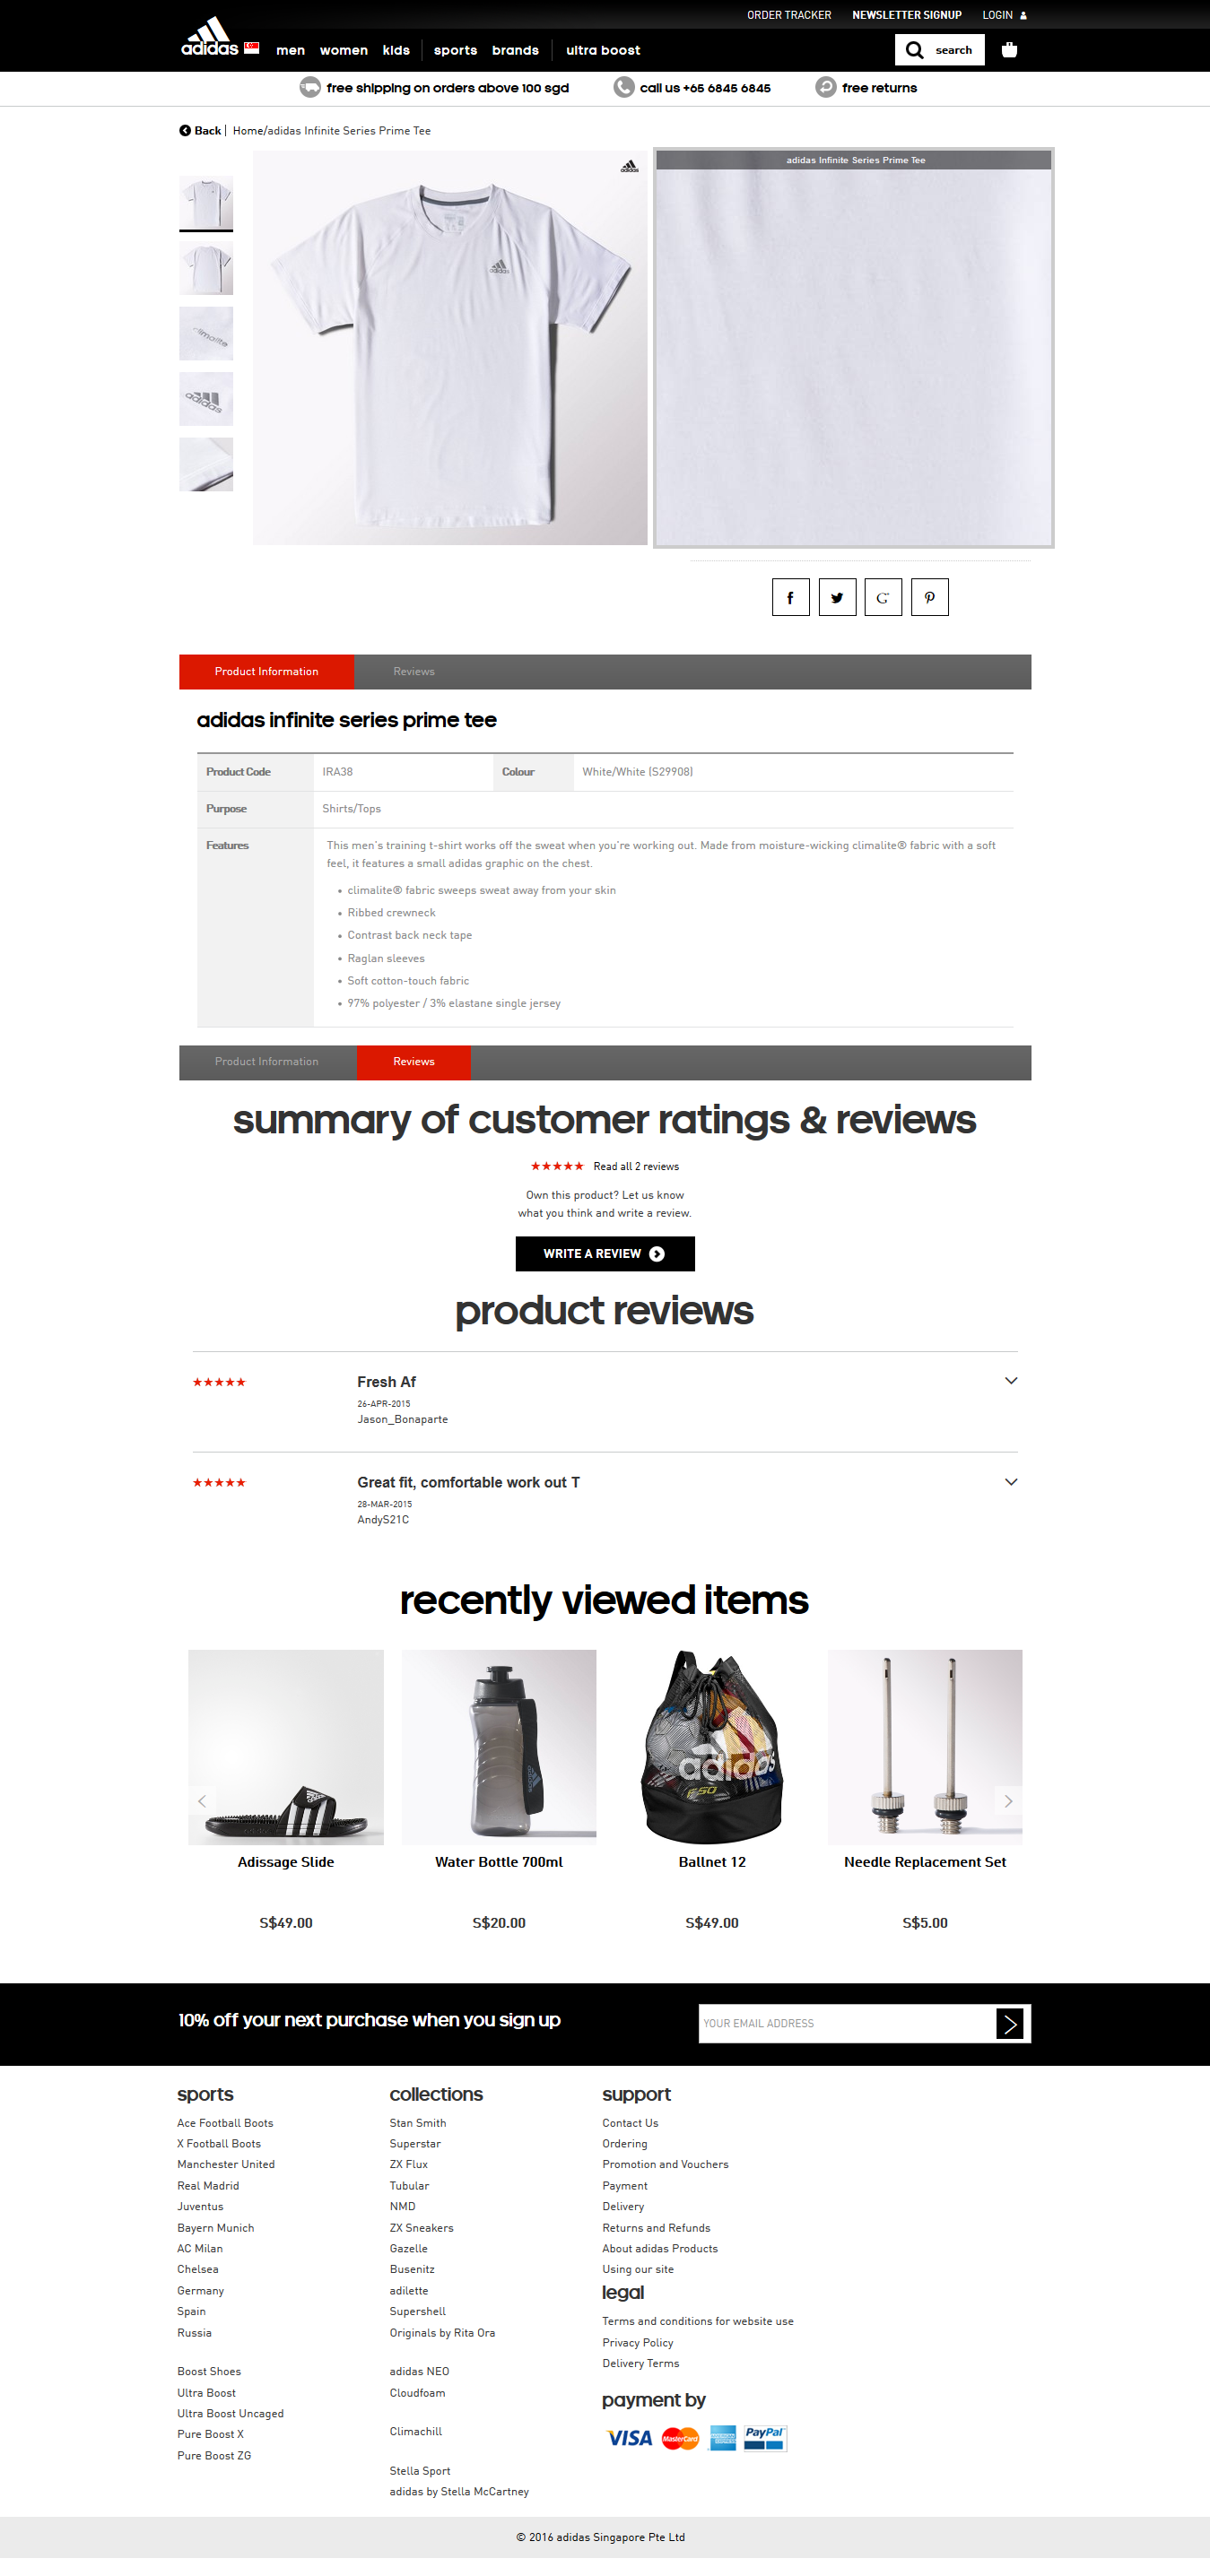 ORDER TRACKER NEWSLETTER SIGNUP LOGIN
adidas men women kids sports brands ultra boost search
free shipping on orders above 100 sgd call us +65 6845 6845 free returns
Back | Home/adidas Infinite Series Prime Tee
adidas Infinite Series Prime Tee
adidas
adidas
climalite
adidas
f G+
Product Information Reviews
adidas infinite series prime tee
Product Code IRA38 Colour White/White (S29908)
Purpose Shirts/Tops
Features This men's training t-shirt works off the sweat when you're working out. Made from moisture-wicking climalite® fabric with a soft
feel, it features a small adidas graphic on the chest.
• climalite® fabric sweeps sweat away from your skin
• Ribbed crewneck
• Contrast back neck tape
• Raglan sleeves
• Soft cotton-touch fabric
• 97% polyester / 3% elastane single jersey
Product Information Reviews
summary of customer ratings & reviews
★★★★★ Read all 2 reviews
Own this product? Let us know
what you think and write a review.
WRITE A REVIEW
product reviews
★★★★★ Fresh Af
26-APR-2015
Jason_Bonaparte
★★★★★ Great fit, comfortable work out T
28-MAR-2015
AndyS21C
recently viewed items
adidas
adidas
F50
Adissage Slide Water Bottle 700ml Ballnet 12 Needle Replacement Set
S$49.00 S$20.00 S$49.00 S$5.00
10% off your next purchase when you sign up YOUR EMAIL ADDRESS
sports
Ace Football Boots
X Football Boots
Manchester United
Real Madrid
Juventus
Bayern Munich
AC Milan
Chelsea
Germany
Spain
Russia
Boost Shoes
Ultra Boost
Ultra Boost Uncaged
Pure Boost X
Pure Boost ZG
collections
Stan Smith
Superstar
ZX Flux
Tubular
NMD
ZX Sneakers
Gazelle
Busenitz
adilette
Supershell
Originals by Rita Ora
adidas NEO
Cloudfoam
Climachill
Stella Sport
adidas by Stella McCartney
support
Contact Us
Ordering
Promotion and Vouchers
Payment
Delivery
Returns and Refunds
About adidas Products
Using our site
legal
Terms and conditions for website use
Privacy Policy
Delivery Terms
payment by
VISA MasterCard AMERICAN EXPRESS PayPal
© 2016 adidas Singapore Pte Ltd